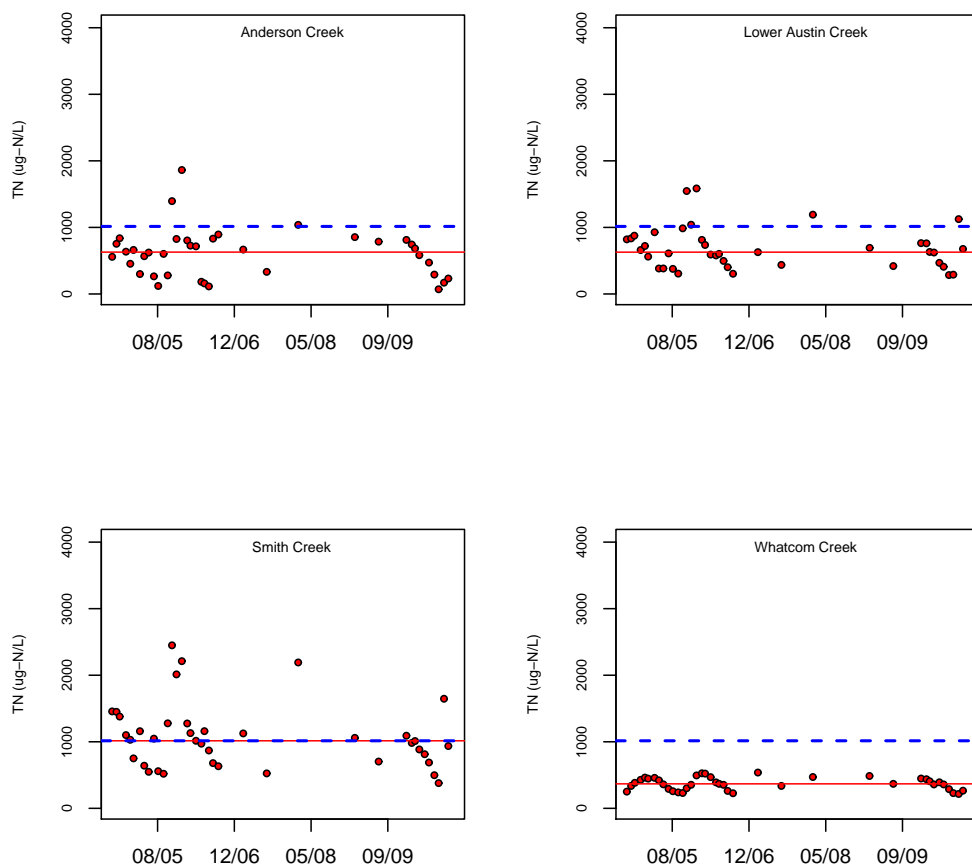 Anderson Creek
TN (ug−N/L)
4000
3000
2000
1000
0
08/05 12/06 05/08 09/09
Lower Austin Creek
TN (ug−N/L)
4000
3000
2000
1000
0
08/05 12/06 05/08 09/09
Smith Creek
TN (ug−N/L)
4000
3000
2000
1000
0
08/05 12/06 05/08 09/09
Whatcom Creek
TN (ug−N/L)
4000
3000
2000
1000
0
08/05 12/06 05/08 09/09